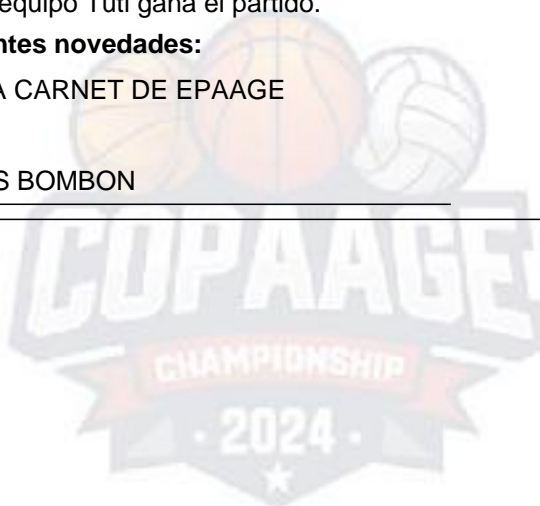 equipo Tuti gana el partido.
ntes novedades:
A CARNET DE EPAAGE
S BOMBON
COPAAGE
CHAMPIONSHIP
· 2024 ·